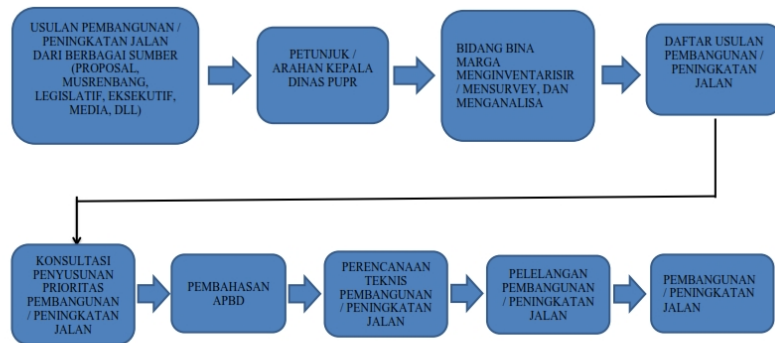 USULAN PEMBANGUNAN /
PENINGKATAN JALAN
DARI BERBAGAI SUMBER
(PROPOSAL,
MUSRENBANG,
LEGISLATIF, EKSEKUTIF,
MEDIA, DLL)
PETUNJUK /
ARAHAN KEPALA
DINAS PUPR
BIDANG BINA
MARGA
MENGINVENTARISIR
/ MENSURVEY, DAN
MENGANALISA
DAFTAR USULAN
PEMBANGUNAN /
PENINGKATAN
JALAN
KONSULTASI
PENYUSUNAN
PRIORITAS
PEMBANGUNAN
/ PENINGKATAN
JALAN
PEMBAHASAN
APBD
PERENCANAAN
TEKNIS
PEMBANGUNAN
/ PENINGKATAN
JALAN
PELELANGAN
PEMBANGUNAN
/ PENINGKATAN
JALAN
PEMBANGUNAN
/ PENINGKATAN
JALAN